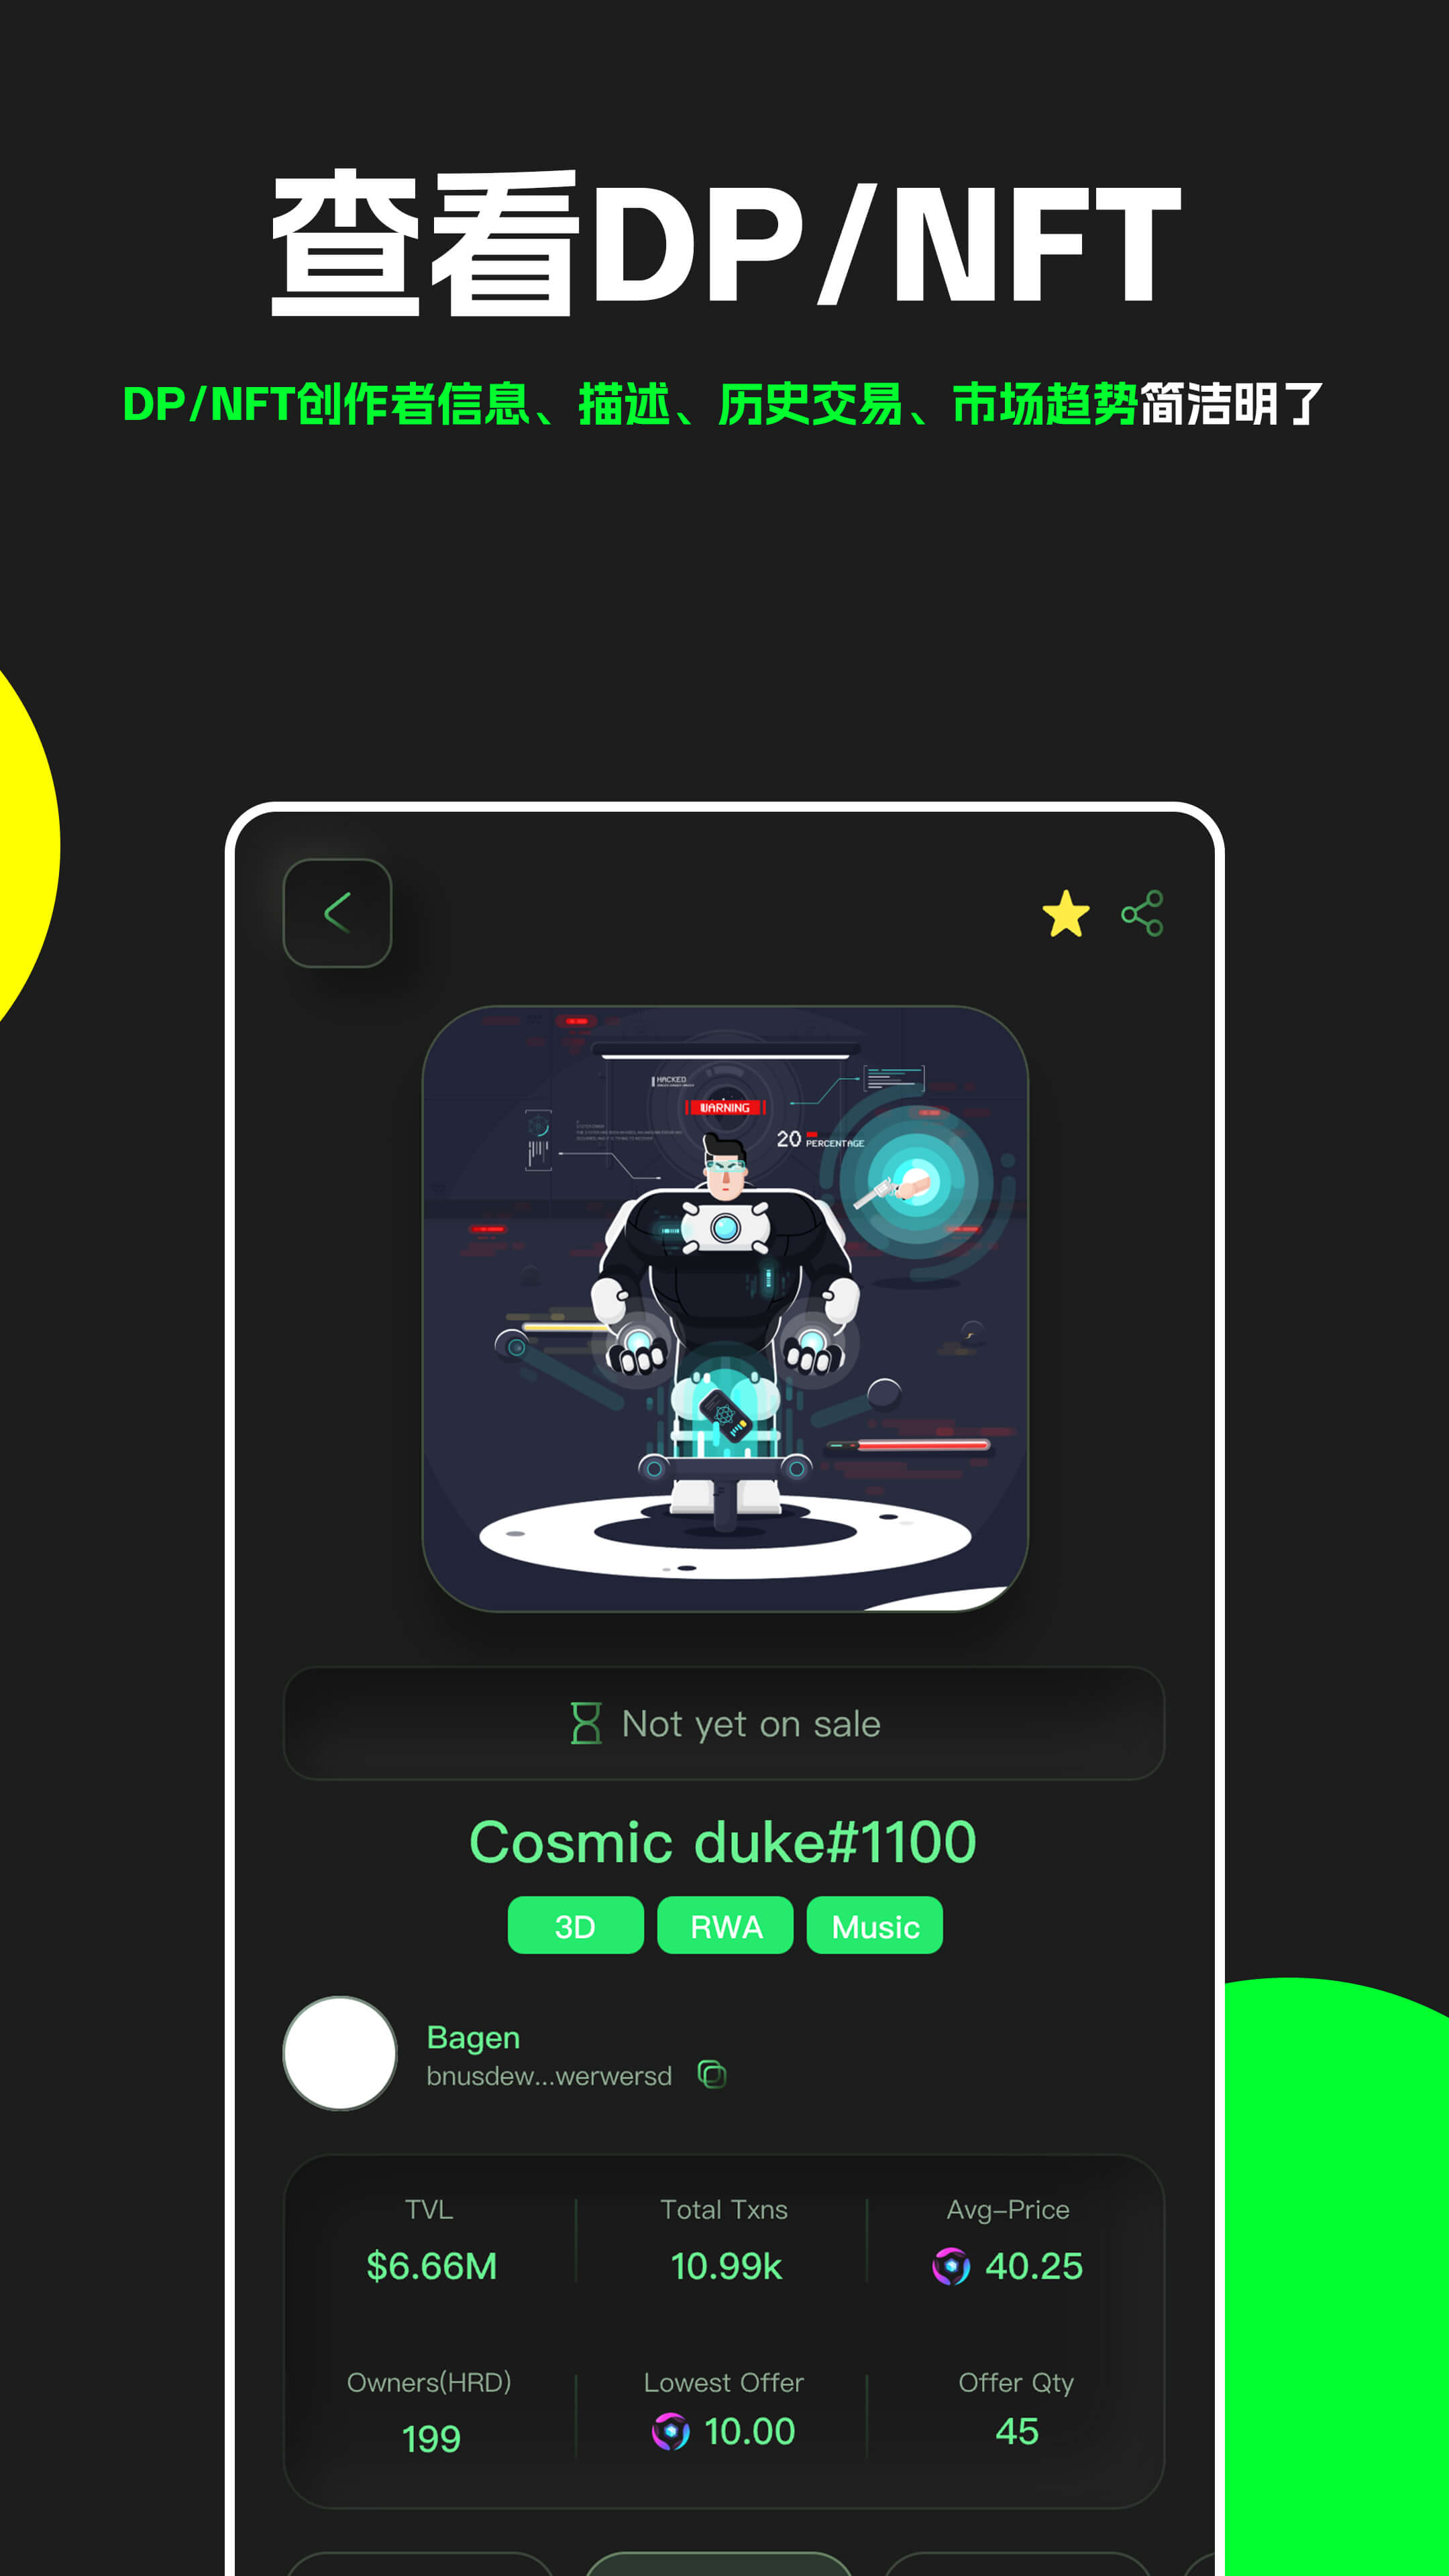 查看DP/NFT
DP/NFT创作者信息、描述、历史交易、市场趋势简洁明了
HACKED
WARNING
20 PERCENTAGE
Not yet on sale
Cosmic duke#1100
3D RWA Music
Bagen
bnusdew...werwersd
TVL Total Txns Avg-Price
$6.66M 10.99k 40.25
Owners(HRD) Lowest Offer Offer Qty
199 10.00 45